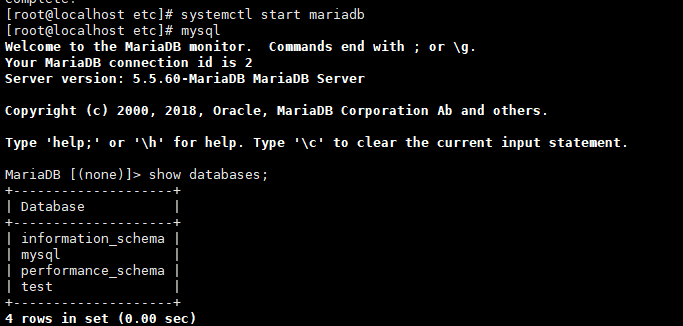 Complete!
[root@localhost etc]# systemctl start mariadb
[root@localhost etc]# mysql
Welcome to the MariaDB monitor.  Commands end with ; or \g.
Your MariaDB connection id is 2
Server version: 5.5.60-MariaDB MariaDB Server
Copyright (c) 2000, 2018, Oracle, MariaDB Corporation Ab and others.
Type 'help;' or '\h' for help. Type '\c' to clear the current input statement.
MariaDB [(none)]> show databases;
+--------------------+
| Database           |
+--------------------+
| information_schema |
| mysql              |
| performance_schema |
| test               |
+--------------------+
4 rows in set (0.00 sec)